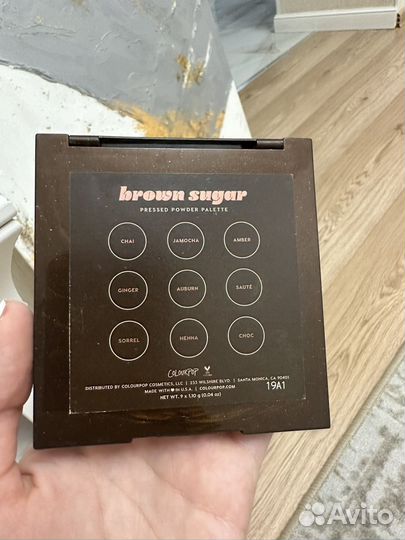 brown sugar
PRESSED POWDER PALETTE
CHAI JAMOCHA AMBER
GINGER AUBURN SAUTÉ
SORREL HENNA CHOC
COLOURPOP
DISTRIBUTED BY COLOURPOP COSMETICS, LLC | 233 WILSHIRE BLVD. | SANTA MONICA, CA 90401
MADE WITH ♥ IN U.S.A. | COLOURPOP.COM 19A1
NET WT. 9 x 1.10 g (0.04 oz)
Avito